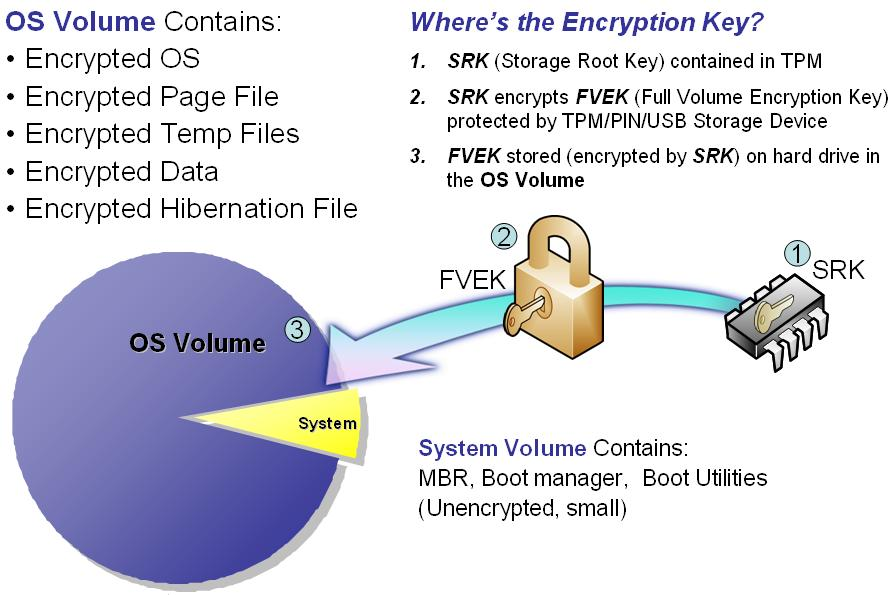 OS Volume Contains:
• Encrypted OS
• Encrypted Page File
• Encrypted Temp Files
• Encrypted Data
• Encrypted Hibernation File
Where's the Encryption Key?
1. SRK (Storage Root Key) contained in TPM
2. SRK encrypts FVEK (Full Volume Encryption Key)
protected by TPM/PIN/USB Storage Device
3. FVEK stored (encrypted by SRK) on hard drive in
the OS Volume
2
FVEK
1
SRK
OS Volume
3
System
System Volume Contains:
MBR, Boot manager, Boot Utilities
(Unencrypted, small)